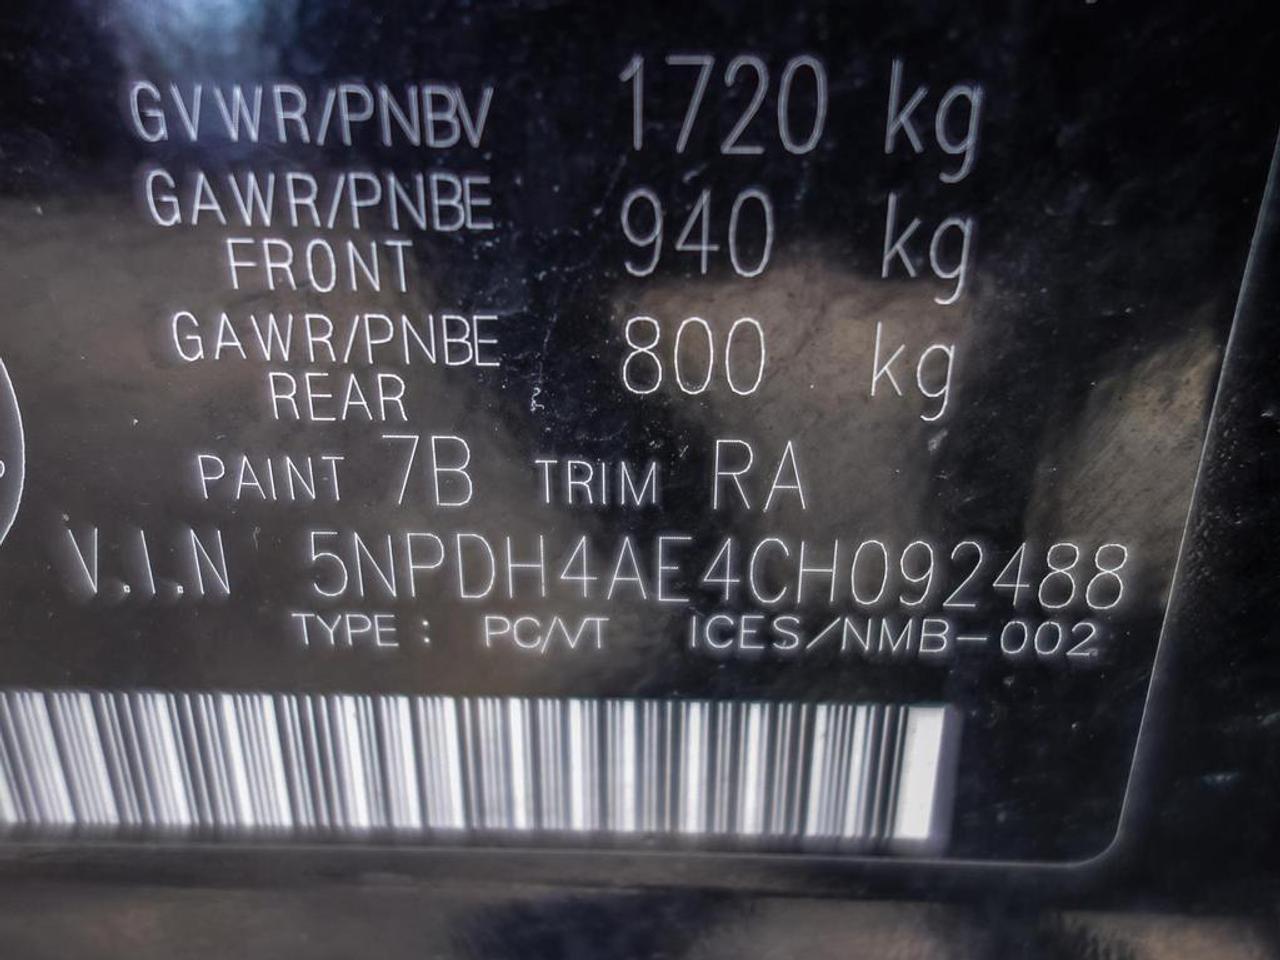 GVWR/PNBV 1720 kg
GAWR/PNBE 940 kg
FRONT
GAWR/PNBE 800 kg
REAR
PAINT 7B TRIM RA
V.I.N 5NPDH4AE4CH092488
TYPE : PC/VT ICES/NMB-002